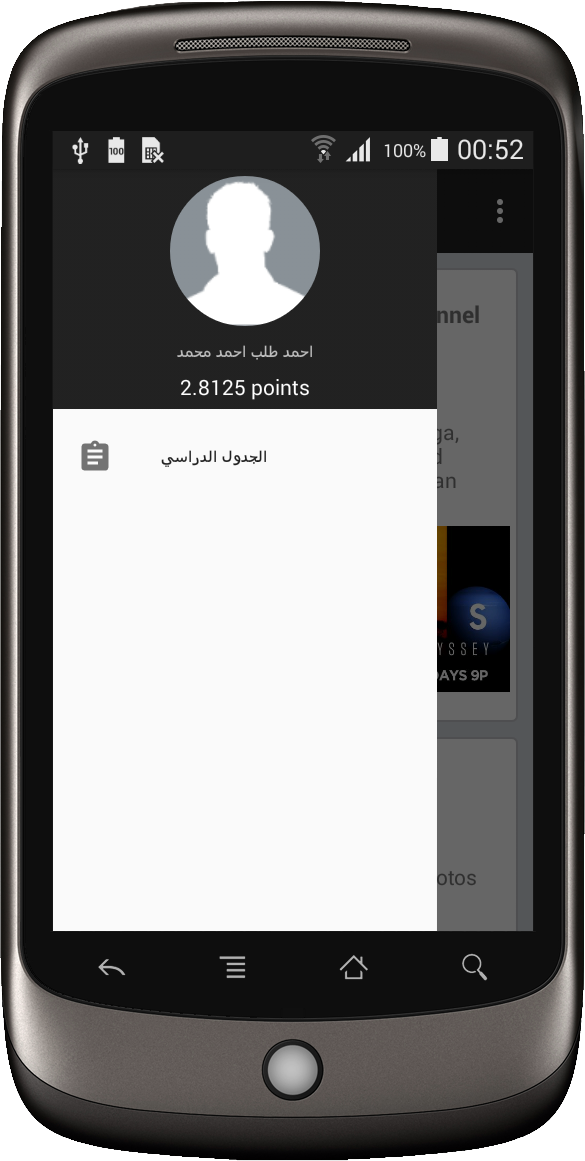 100
100%
00:52
احمد طلب احمد محمد
2.8125 points
الجدول الدراسي
nnel
ga,
d
an
S
YSSEY
DAYS 9P
otos